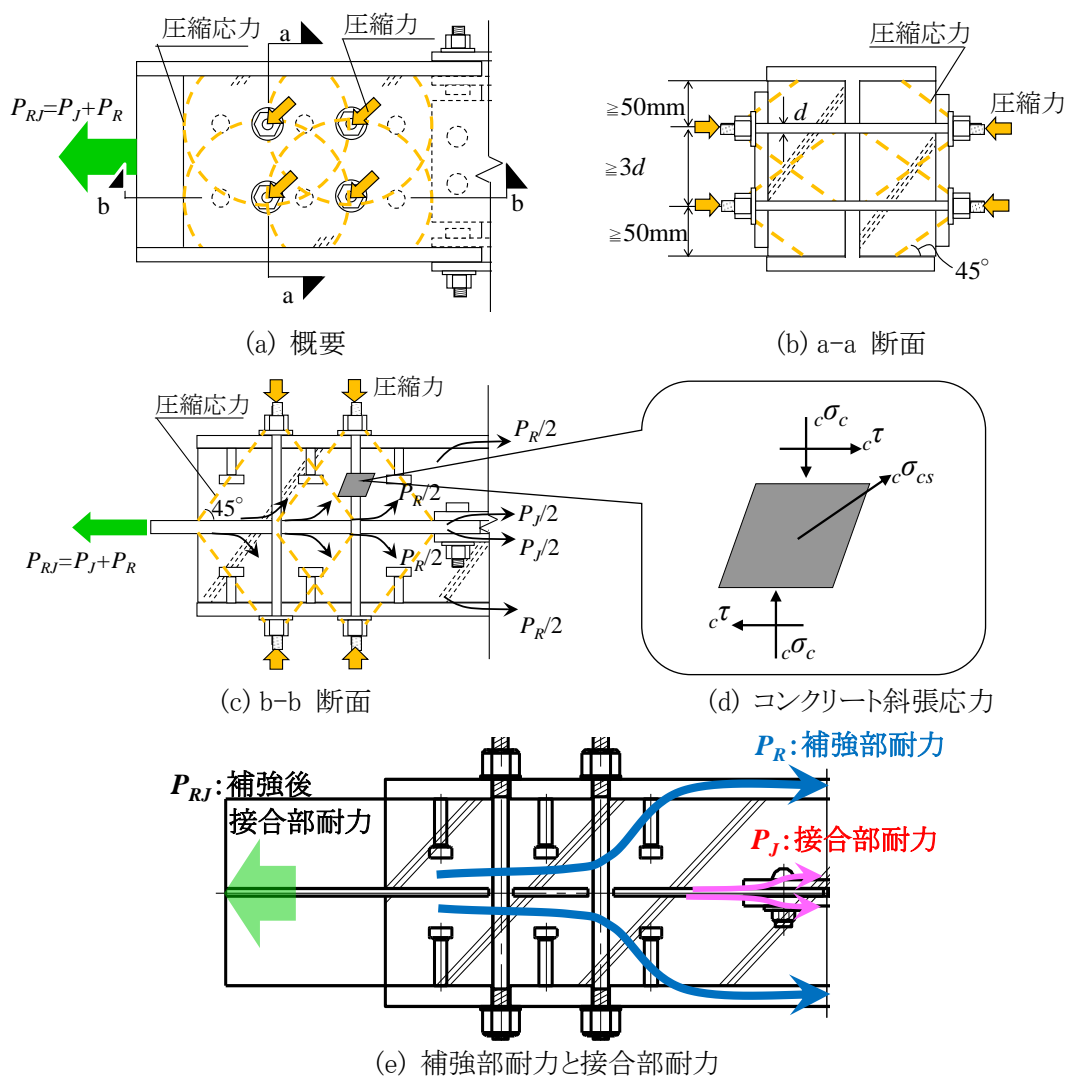 圧縮応力
a
圧縮力
P_RJ=P_J+P_R
b
b
a
(a) 概要
圧縮応力
圧縮力
≧50mm
d
≧3d
≧50mm
45°
(b) a-a 断面
圧縮応力
圧縮力
P_R/2
45°
P_R/2
P_J/2
P_J/2
P_RJ=P_J+P_R
P_R/2
P_R/2
(c) b-b 断面
cσc
cτ
cσcs
cτ
cσc
(d) コンクリート斜張応力
P_R:補強部耐力
P_RJ:補強後
接合部耐力
P_J:接合部耐力
(e) 補強部耐力と接合部耐力